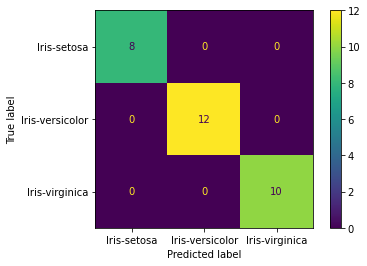 True label
Iris-setosa 8 0 0
Iris-versicolor 0 12 0
Iris-virginica 0 0 10
Iris-setosa Iris-versicolor Iris-virginica
Predicted label
12
10
8
6
4
2
0